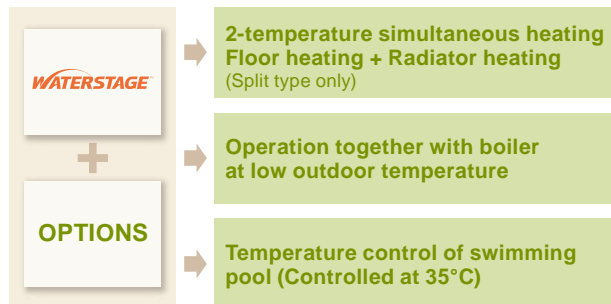 WATERSTAGE
+
OPTIONS
2-temperature simultaneous heating
Floor heating + Radiator heating
(Split type only)
Operation together with boiler
at low outdoor temperature
Temperature control of swimming
pool (Controlled at 35°C)